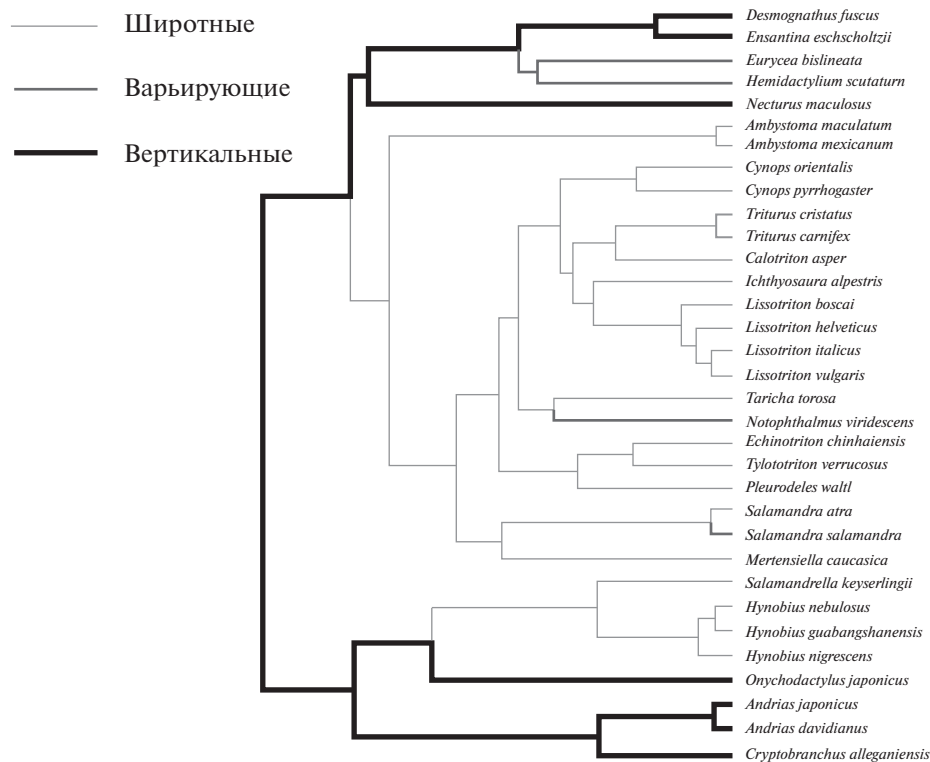 Широтные
Варьирующие
Вертикальные
Desmognathus fuscus
Ensantina eschscholtzii
Eurycea bislineata
Hemidactylium scutaturn
Necturus maculosus
Ambystoma maculatum
Ambystoma mexicanum
Cynops orientalis
Cynops pyrrhogaster
Triturus cristatus
Triturus carnifex
Calotriton asper
Ichthyosaura alpestris
Lissotriton boscai
Lissotriton helveticus
Lissotriton italicus
Lissotriton vulgaris
Taricha torosa
Notophthalmus viridescens
Echinotriton chinhaiensis
Tylototriton verrucosus
Pleurodeles waltl
Salamandra atra
Salamandra salamandra
Mertensiella caucasica
Salamandrella keyserlingii
Hynobius nebulosus
Hynobius guabangshanensis
Hynobius nigrescens
Onychodactylus japonicus
Andrias japonicus
Andrias davidianus
Cryptobranchus alleganiensis